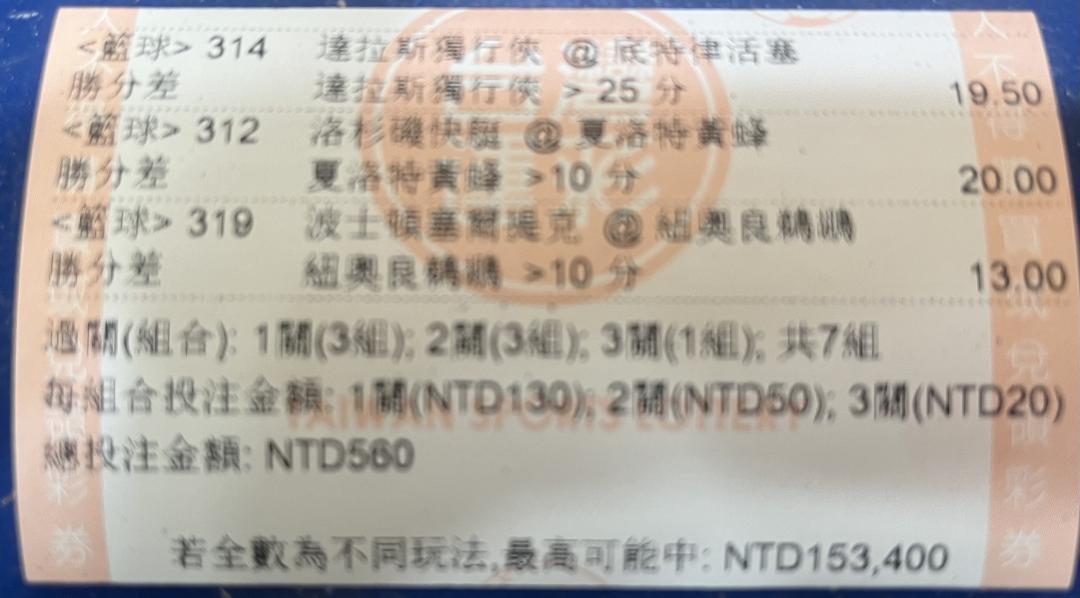 <籃球> 314 達拉斯獨行俠 @ 底特律活塞
勝分差 達拉斯獨行俠 > 25 分 19.50
<籃球> 312 洛杉磯快艇 @ 夏洛特黃蜂
勝分差 夏洛特黃蜂 >10 分 20.00
<籃球> 319 波士頓塞爾提克 @ 紐奧良鵜鶘
勝分差 紐奧良鵜鶘 >10 分 13.00
過關(組合): 1關(3組); 2關(3組); 3關(1組); 共7組
每組合投注金額: 1關(NTD130); 2關(NTD50); 3關(NTD20)
TAIWAN SPORTS LOTTERY
總投注金額: NTD560
若全數為不同玩法,最高可能中: NTD153,400